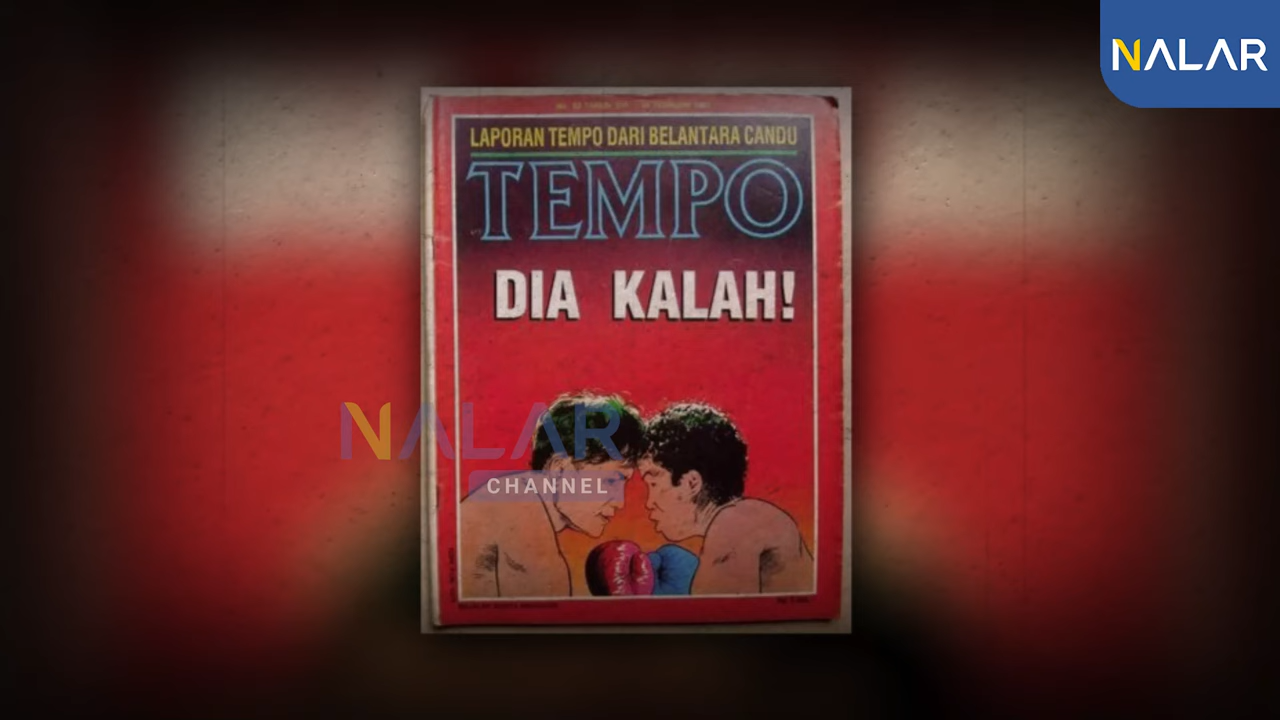 NALAR
LAPORAN TEMPO DARI BELANTARA CANDU
TEMPO
DIA KALAH!
NALAR
CHANNEL